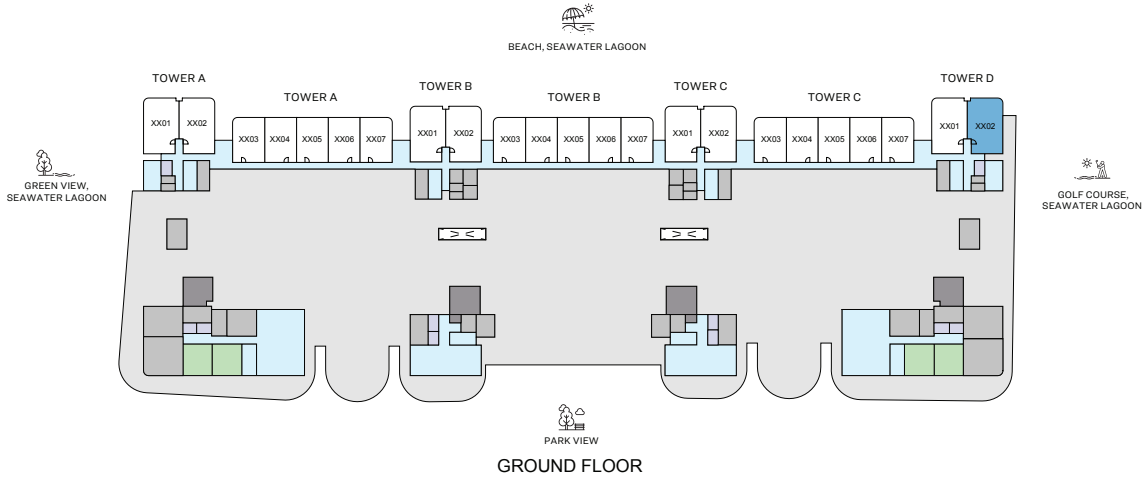 BEACH, SEAWATER LAGOON
TOWER A
TOWER A
TOWER B
TOWER B
TOWER C
TOWER C
TOWER D
XX01 XX02
XX03 XX04 XX05 XX06 XX07
XX01 XX02
XX03 XX04 XX05 XX06 XX07
XX01 XX02
XX03 XX04 XX05 XX06 XX07
XX01 XX02
GREEN VIEW,
SEAWATER LAGOON
GOLF COURSE,
SEAWATER LAGOON
PARK VIEW
GROUND FLOOR